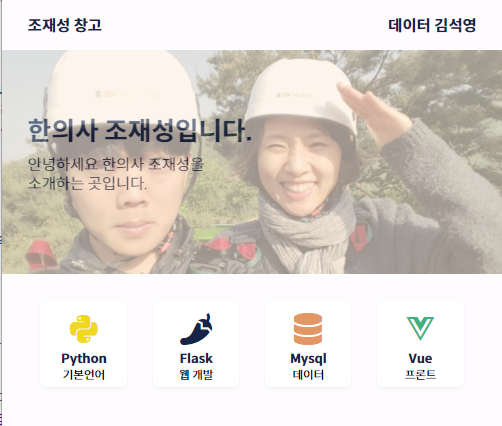 조재성 창고
데이터 김석영
한의사 조재성입니다.
안녕하세요 한의사 조재성을
소개하는 곳입니다.
Python
기본언어
Flask
웹 개발
Mysql
데이터
Vue
프론트